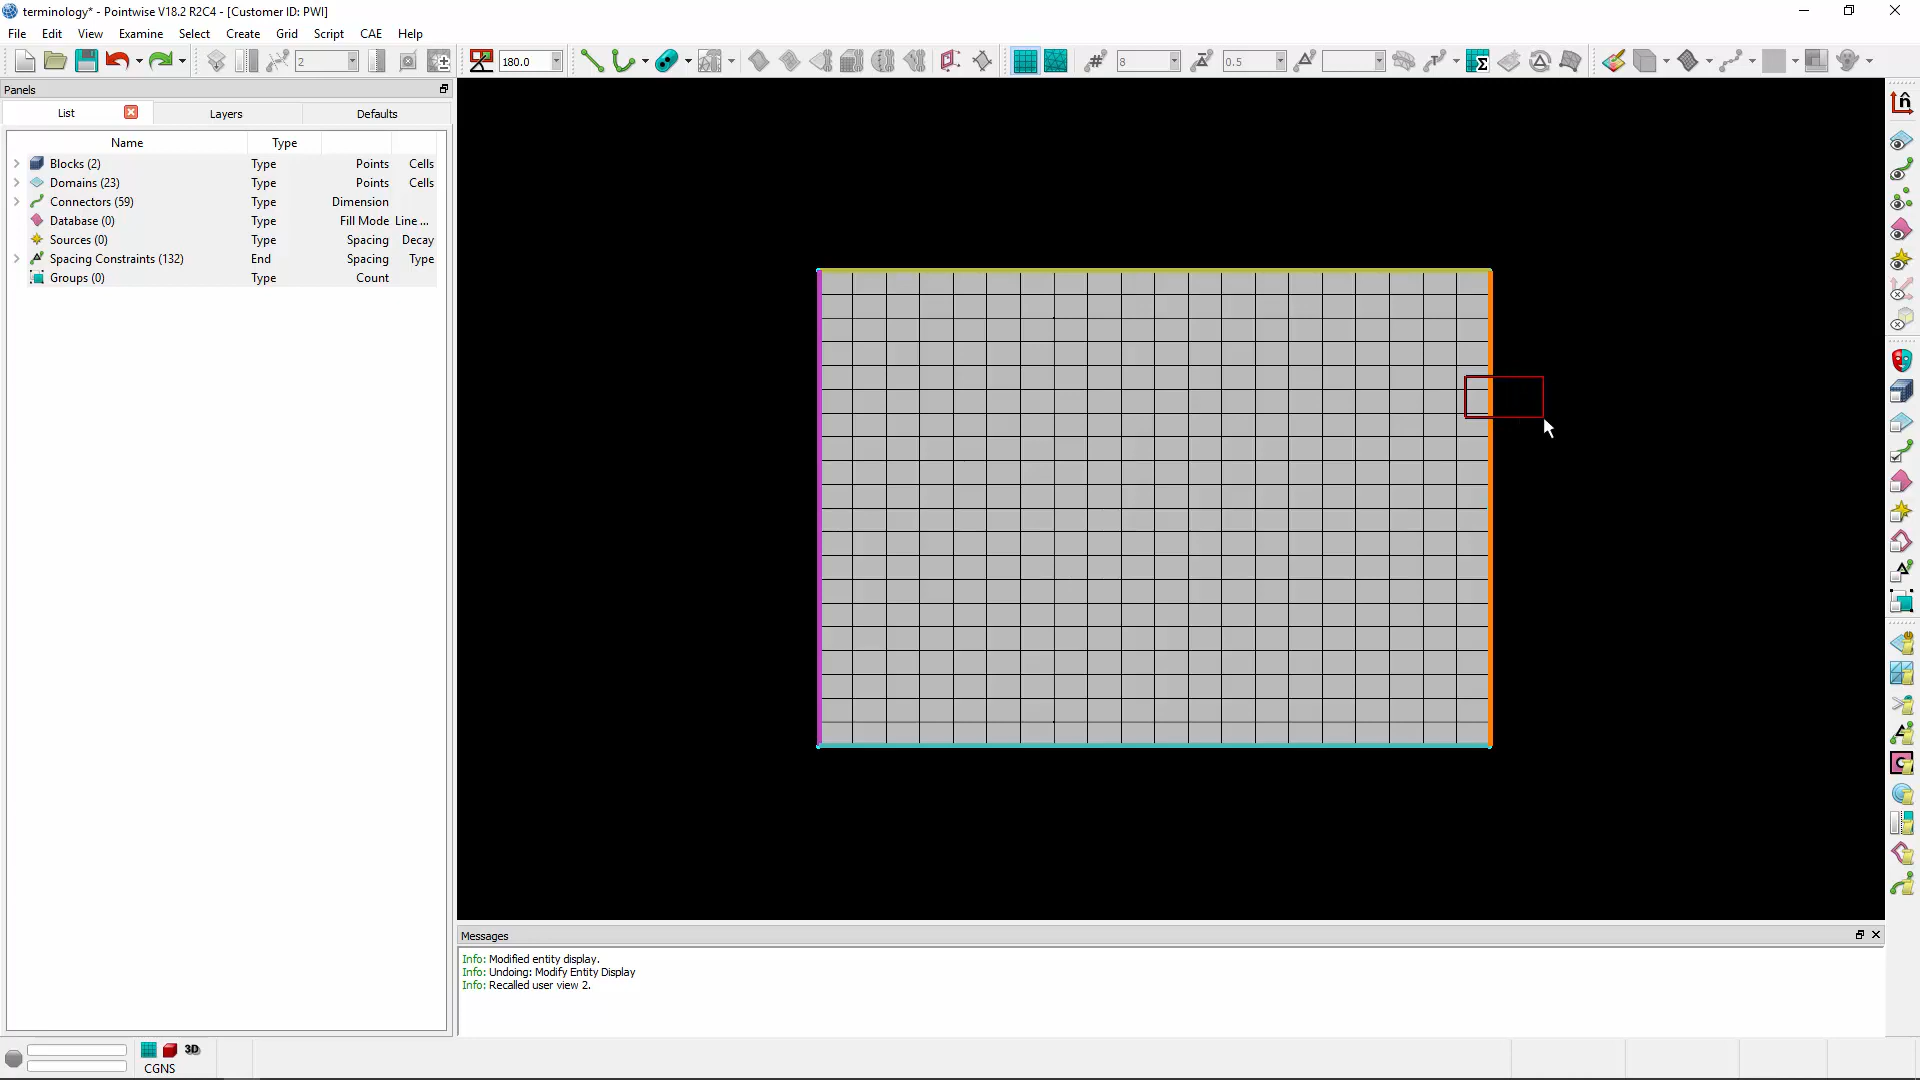 terminology* - Pointwise V18.2 R2C4 - [Customer ID: PWI]
File Edit View Examine Select Create Grid Script CAE Help
2 180.0 8 0.5
Panels
List Layers Defaults
Name Type
Blocks (2) Type Points Cells
Domains (23) Type Points Cells
Connectors (59) Type Dimension
Database (0) Type Fill Mode Line ...
Sources (0) Type Spacing Decay
Spacing Constraints (132) End Spacing Type
Groups (0) Type Count
Messages
Info: Modified entity display.
Info: Undoing: Modify Entity Display
Info: Recalled user view 2.
3D
CGNS